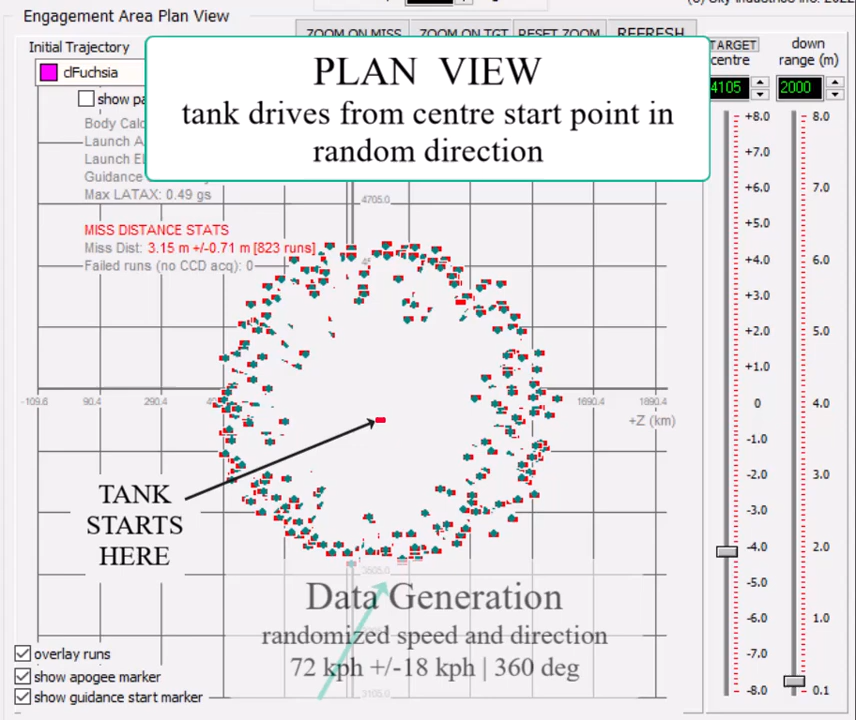 Engagement Area Plan View
(C) Sky Industries Inc. 2022
ZOOM ON MISS
ZOOM ON TGT
RESET ZOOM
REFRESH
Initial Trajectory
clFuchsia
show pa
PLAN VIEW
tank drives from centre start point in
random direction
TARGET
centre
down
range (m)
4105
2000
Body Calc
Launch A
Launch El
Guidance
Max LATAX: 0.49 gs
MISS DISTANCE STATS
Miss Dist: 3.15 m +/-0.71 m [823 runs]
Failed runs (no CCD acq): 0
4705.0
-109.6
90.4
290.4
1690.4
1890.4
+Z (km)
TANK
STARTS
HERE
3505.0
Data Generation
randomized speed and direction
72 kph +/-18 kph | 360 deg
3105.0
overlay runs
show apogee marker
show guidance start marker
+8.0
+7.0
+6.0
+5.0
+4.0
+3.0
+2.0
+1.0
0
-1.0
-2.0
-3.0
-4.0
-5.0
-6.0
-7.0
-8.0
8.0
7.0
6.0
5.0
4.0
3.0
2.0
1.0
0.1